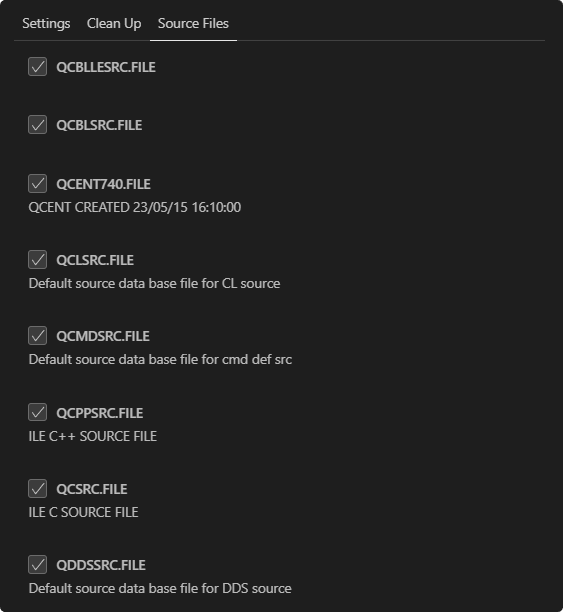 Settings Clean Up Source Files
QCBLLESRC.FILE
QCBLSRC.FILE
QCENT740.FILE
QCENT CREATED 23/05/15 16:10:00
QCLSRC.FILE
Default source data base file for CL source
QCMDSRC.FILE
Default source data base file for cmd def src
QCPPSRC.FILE
ILE C++ SOURCE FILE
QCSRC.FILE
ILE C SOURCE FILE
QDDSSRC.FILE
Default source data base file for DDS source